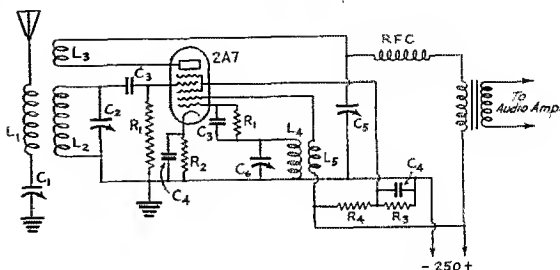 RFC
L3
2A7
C3
To
Audio Amp.
C2
C5
L1
L2
R1
C3
R1
L4
L5
R2
C6
C4
C4
C1
R4
R3
- 250 +